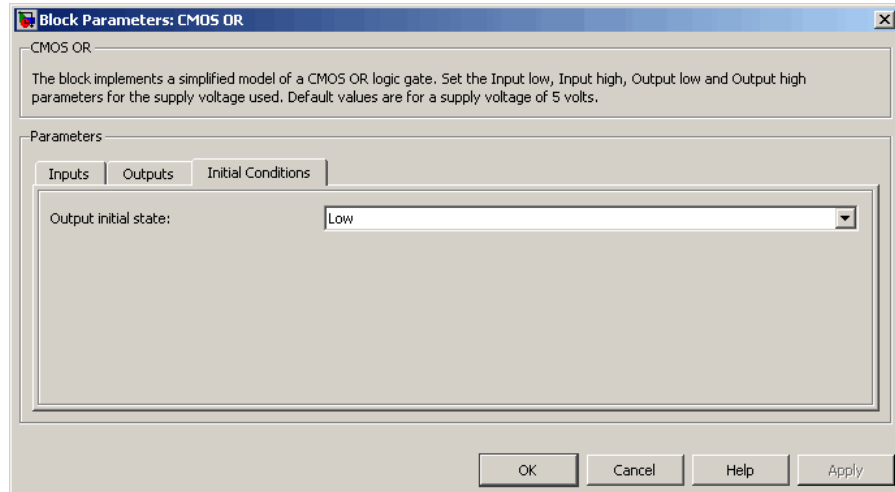 Block Parameters: CMOS OR
CMOS OR
The block implements a simplified model of a CMOS OR logic gate. Set the Input low, Input high, Output low and Output high
parameters for the supply voltage used. Default values are for a supply voltage of 5 volts.
Parameters
Inputs Outputs Initial Conditions
Output initial state: Low
OK Cancel Help Apply